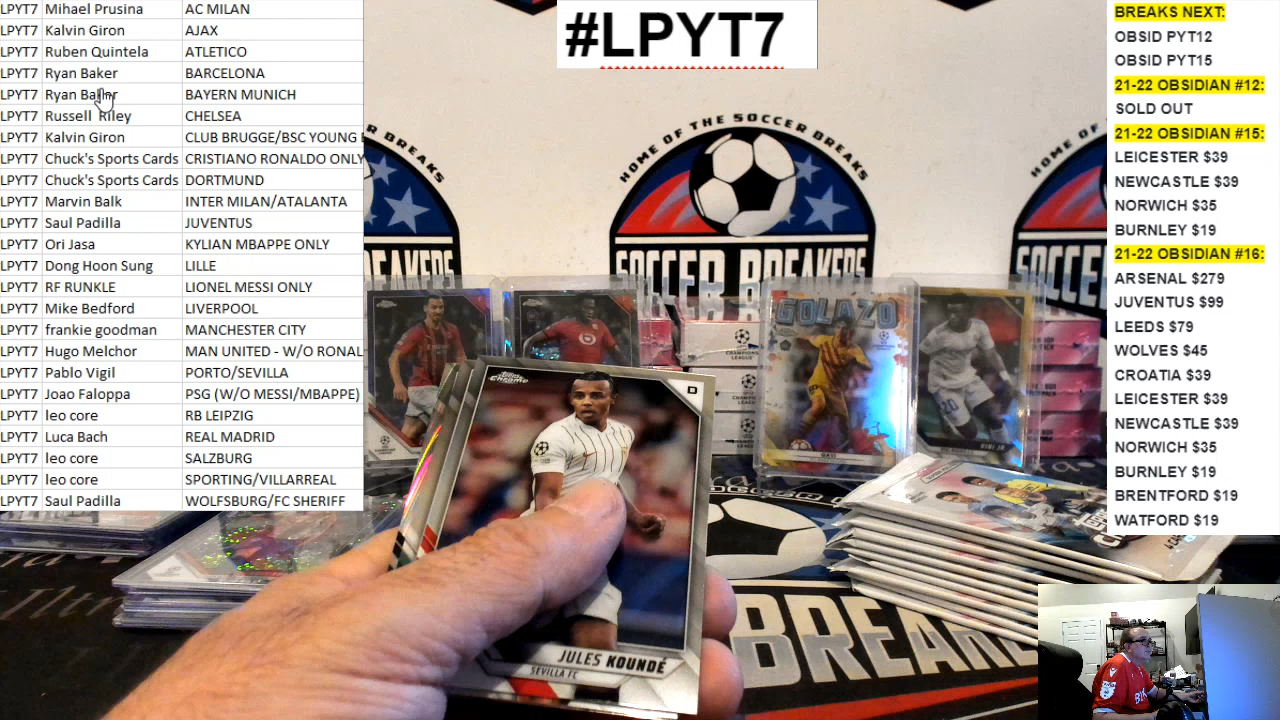 LPYT7 Mihael Prusina AC MILAN
LPYT7 Kalvin Giron AJAX
LPYT7 Ruben Quintela ATLETICO
LPYT7 Ryan Baker BARCELONA
LPYT7 Ryan Baker BAYERN MUNICH
LPYT7 Russell Riley CHELSEA
LPYT7 Kalvin Giron CLUB BRUGGE/BSC YOUNG
LPYT7 Chuck's Sports Cards CRISTIANO RONALDO ONLY
LPYT7 Chuck's Sports Cards DORTMUND
LPYT7 Marvin Balk INTER MILAN/ATALANTA
LPYT7 Saul Padilla JUVENTUS
LPYT7 Ori Jasa KYLIAN MBAPPE ONLY
LPYT7 Dong Hoon Sung LILLE
LPYT7 RF RUNKLE LIONEL MESSI ONLY
LPYT7 Mike Bedford LIVERPOOL
LPYT7 frankie goodman MANCHESTER CITY
LPYT7 Hugo Melchor MAN UNITED - W/O RONAL
LPYT7 Pablo Vigil PORTO/SEVILLA
LPYT7 Joao Faloppa PSG (W/O MESSI/MBAPPE)
LPYT7 leo core RB LEIPZIG
LPYT7 Luca Bach REAL MADRID
LPYT7 leo core SALZBURG
LPYT7 leo core SPORTING/VILLARREAL
LPYT7 Saul Padilla WOLFSBURG/FC SHERIFF
#LPYT7
HOME OF THE SOCCER BREAKS
SOCCER BREAKERS
GOLAZO
GAVI
VINI JR
Topps Chrome
D
JULES KOUNDÉ
SEVILLA FC
BREAKE
BREAKS NEXT:
OBSID PYT12
OBSID PYT15
21-22 OBSIDIAN #12:
SOLD OUT
21-22 OBSIDIAN #15:
LEICESTER $39
NEWCASTLE $39
NORWICH $35
BURNLEY $19
21-22 OBSIDIAN #16:
ARSENAL $279
JUVENTUS $99
LEEDS $79
WOLVES $45
CROATIA $39
LEICESTER $39
NEWCASTLE $39
NORWICH $35
BURNLEY $19
BRENTFORD $19
WATFORD $19